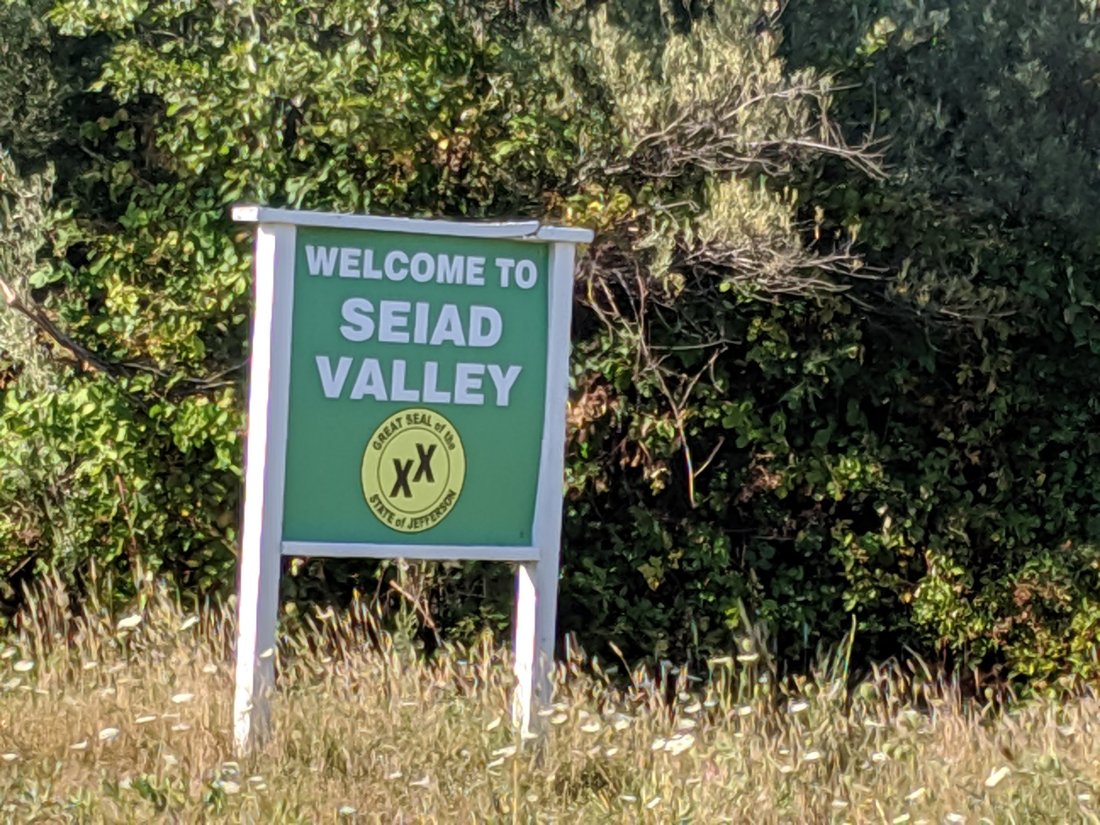 WELCOME TO
SEIAD
VALLEY
GREAT SEAL of the
XX
STATE of JEFFERSON